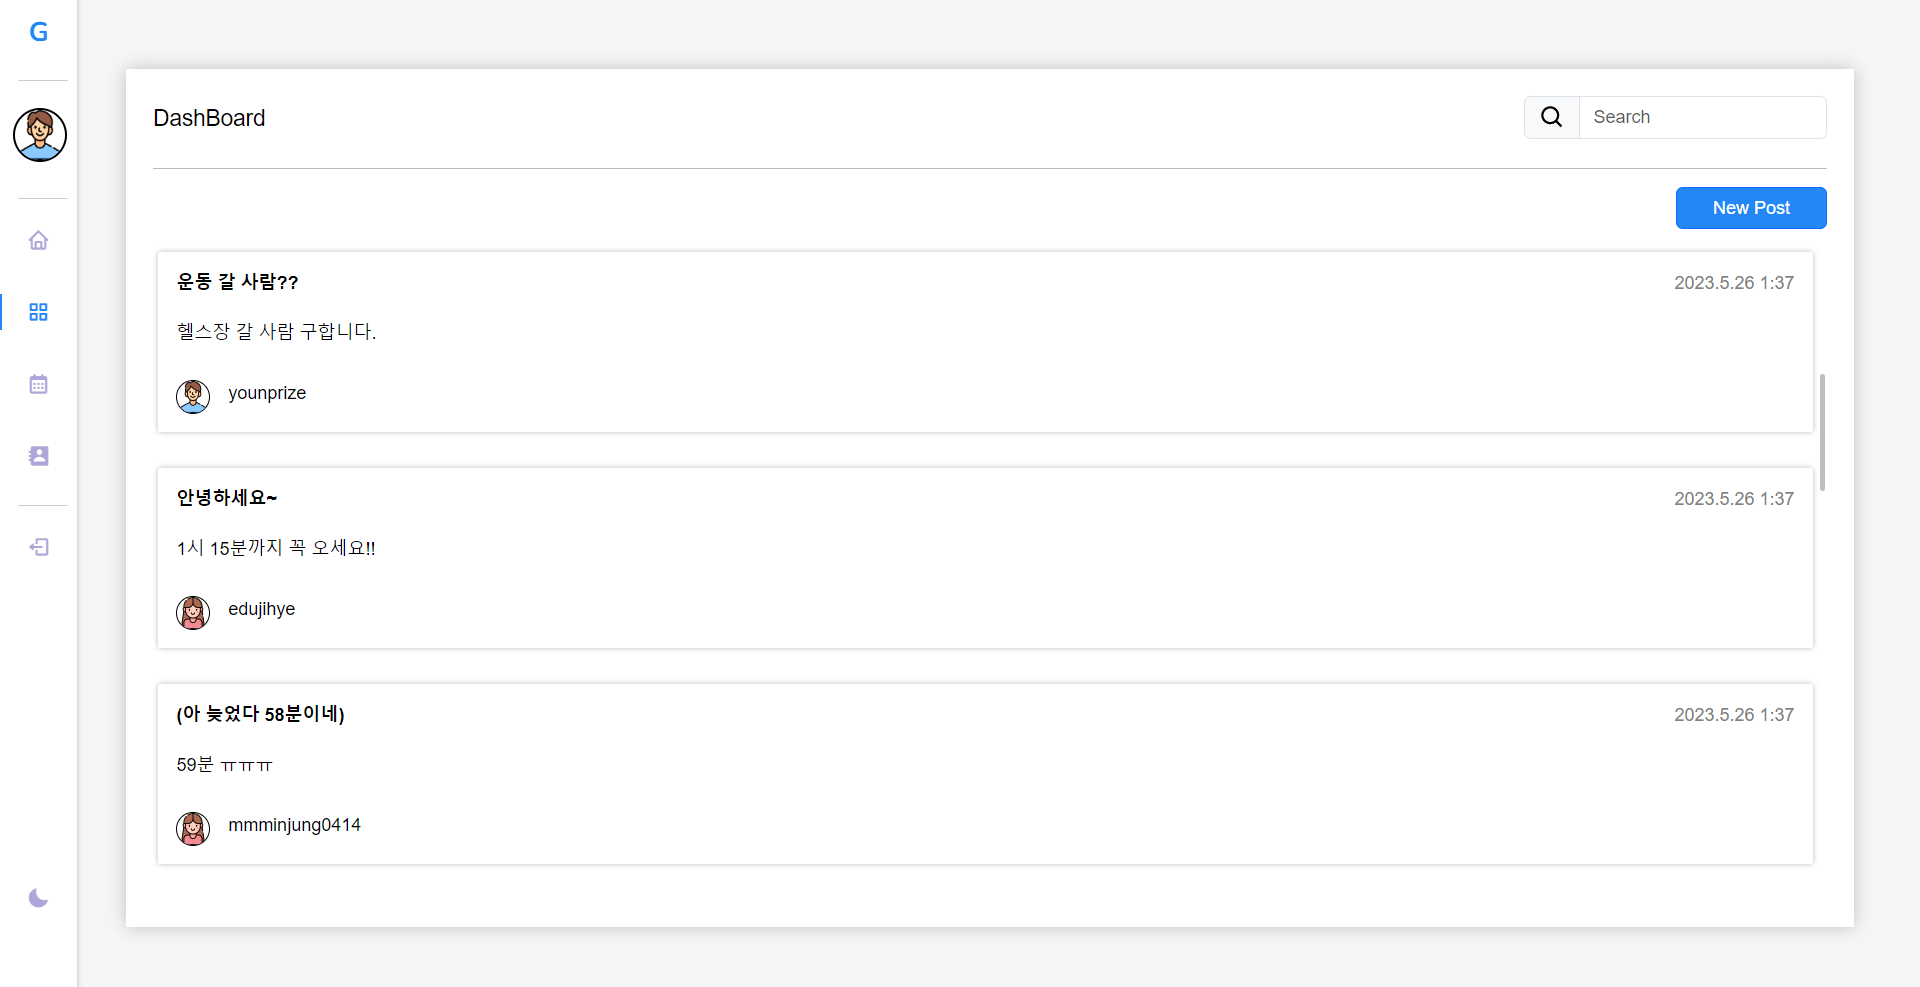 G
DashBoard
Search
New Post
운동 갈 사람??
2023.5.26 1:37
헬스장 갈 사람 구합니다.
younprize
안녕하세요~
2023.5.26 1:37
1시 15분까지 꼭 오세요!!
edujihye
(아 늦었다 58분이네)
2023.5.26 1:37
59분 ㅠㅠㅠ
mmminjung0414